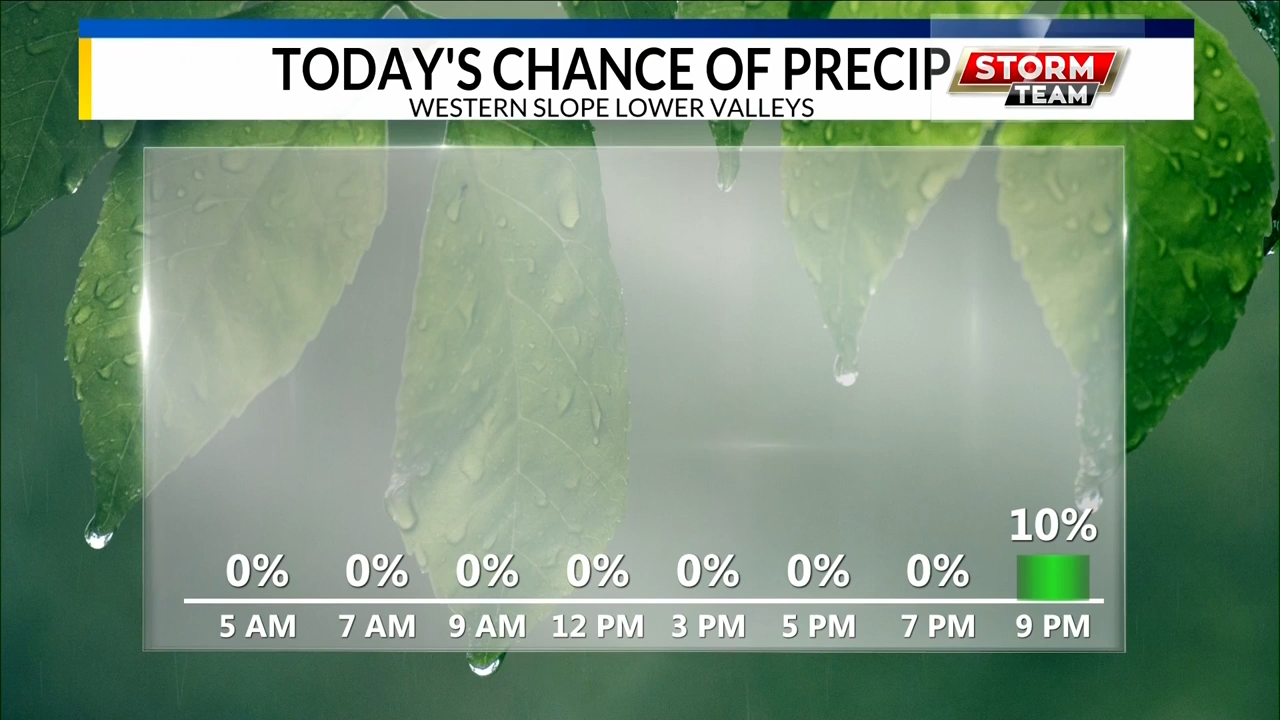 TODAY'S CHANCE OF PRECIP
WESTERN SLOPE LOWER VALLEYS
STORM
TEAM
0% 0% 0% 0% 0% 0% 0% 10%
5 AM 7 AM 9 AM 12 PM 3 PM 5 PM 7 PM 9 PM